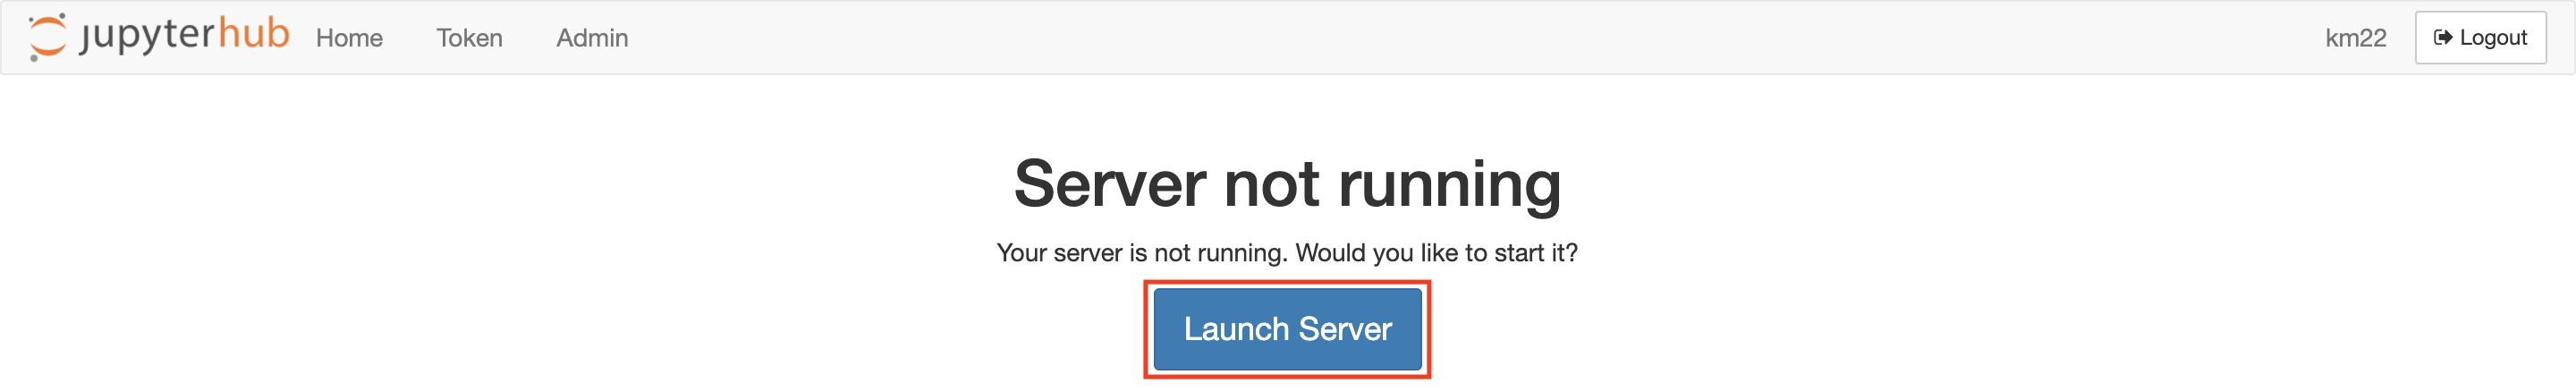 jupyterhub Home Token Admin km22 Logout
Server not running
Your server is not running. Would you like to start it?
Launch Server